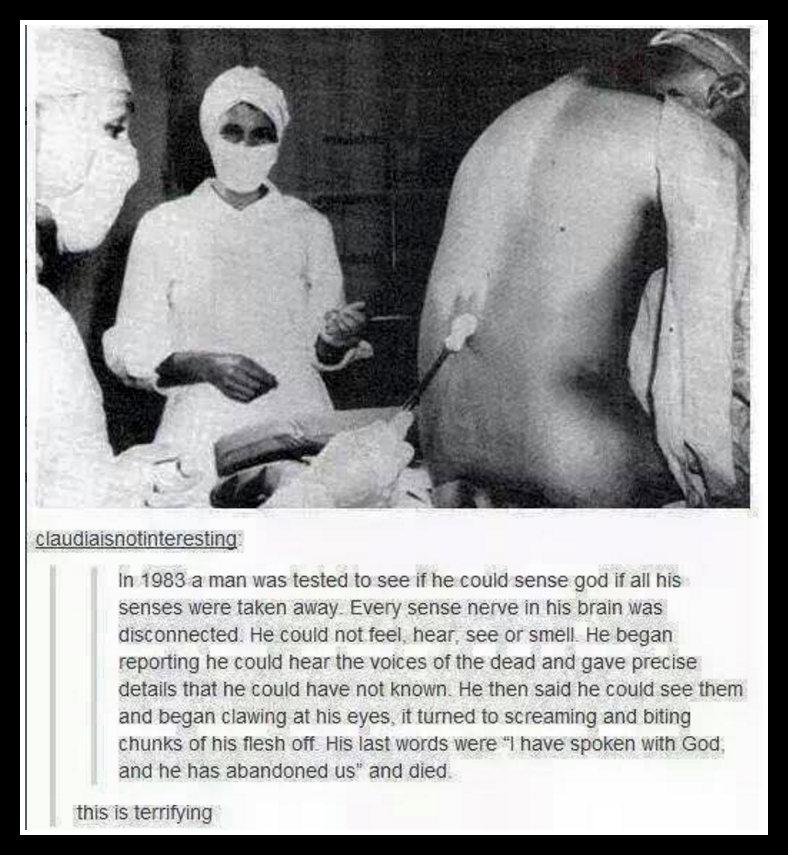 claudiaisnotinteresting:
In 1983 a man was tested to see if he could sense god if all his
senses were taken away. Every sense nerve in his brain was
disconnected. He could not feel, hear, see or smell. He began
reporting he could hear the voices of the dead and gave precise
details that he could have not known. He then said he could see them
and began clawing at his eyes, it turned to screaming and biting
chunks of his flesh off. His last words were “I have spoken with God,
and he has abandoned us” and died.
this is terrifying